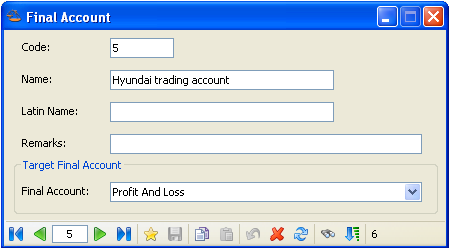 Final Account
Code: 5
Name: Hyundai trading account
Latin Name:
Remarks:
Target Final Account
Final Account: Profit And Loss
5 6